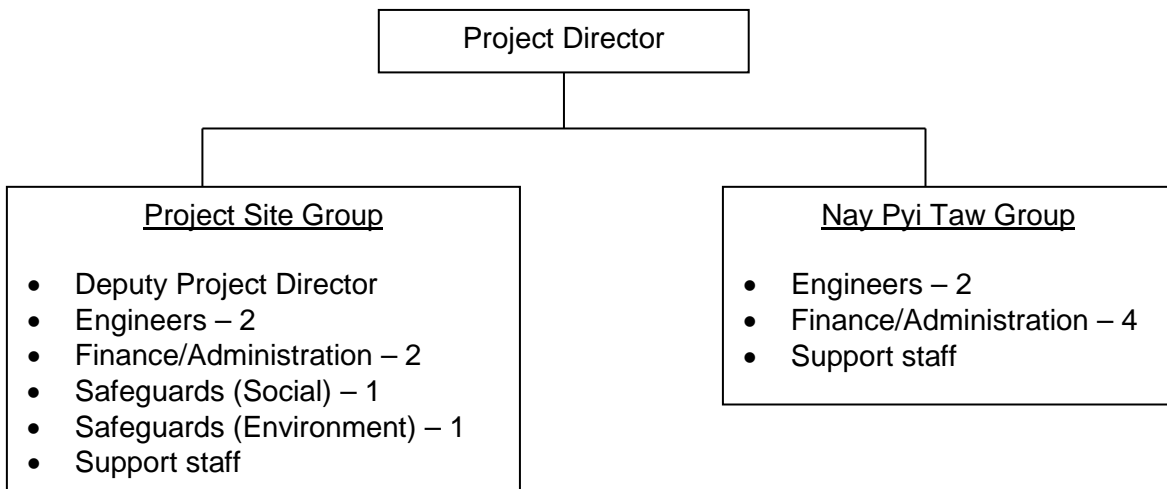 Project Director
Project Site Group
• Deputy Project Director
• Engineers – 2
• Finance/Administration – 2
• Safeguards (Social) – 1
• Safeguards (Environment) – 1
• Support staff
Nay Pyi Taw Group
• Engineers – 2
• Finance/Administration – 4
• Support staff